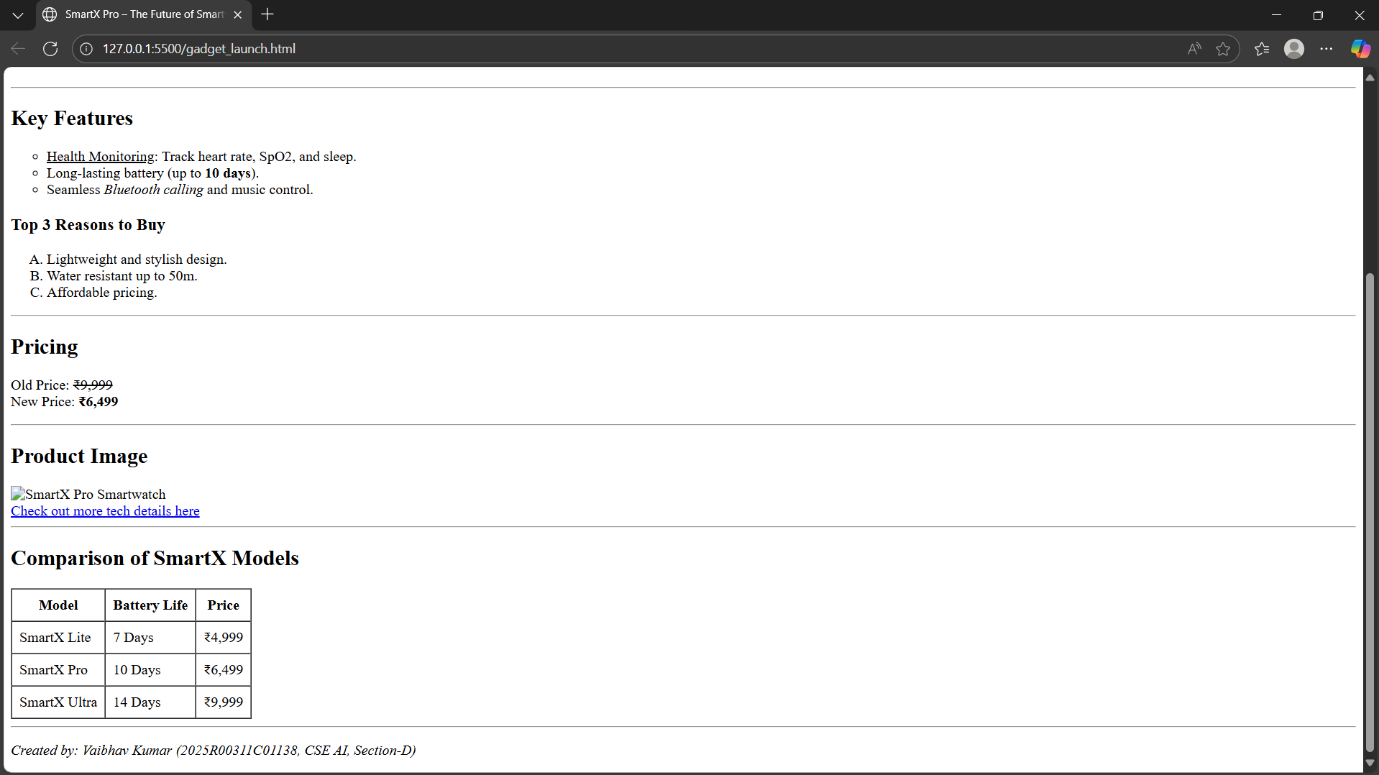 SmartX Pro – The Future of Smart
127.0.0.1:5500/gadget_launch.html
Key Features
Health Monitoring: Track heart rate, SpO2, and sleep.
Long-lasting battery (up to 10 days).
Seamless Bluetooth calling and music control.
Top 3 Reasons to Buy
A. Lightweight and stylish design.
B. Water resistant up to 50m.
C. Affordable pricing.
Pricing
Old Price: ₹9,999
New Price: ₹6,499
Product Image
SmartX Pro Smartwatch
Check out more tech details here
Comparison of SmartX Models
Model Battery Life Price
SmartX Lite 7 Days ₹4,999
SmartX Pro 10 Days ₹6,499
SmartX Ultra 14 Days ₹9,999
Created by: Vaibhav Kumar (2025R00311C01138, CSE AI, Section-D)